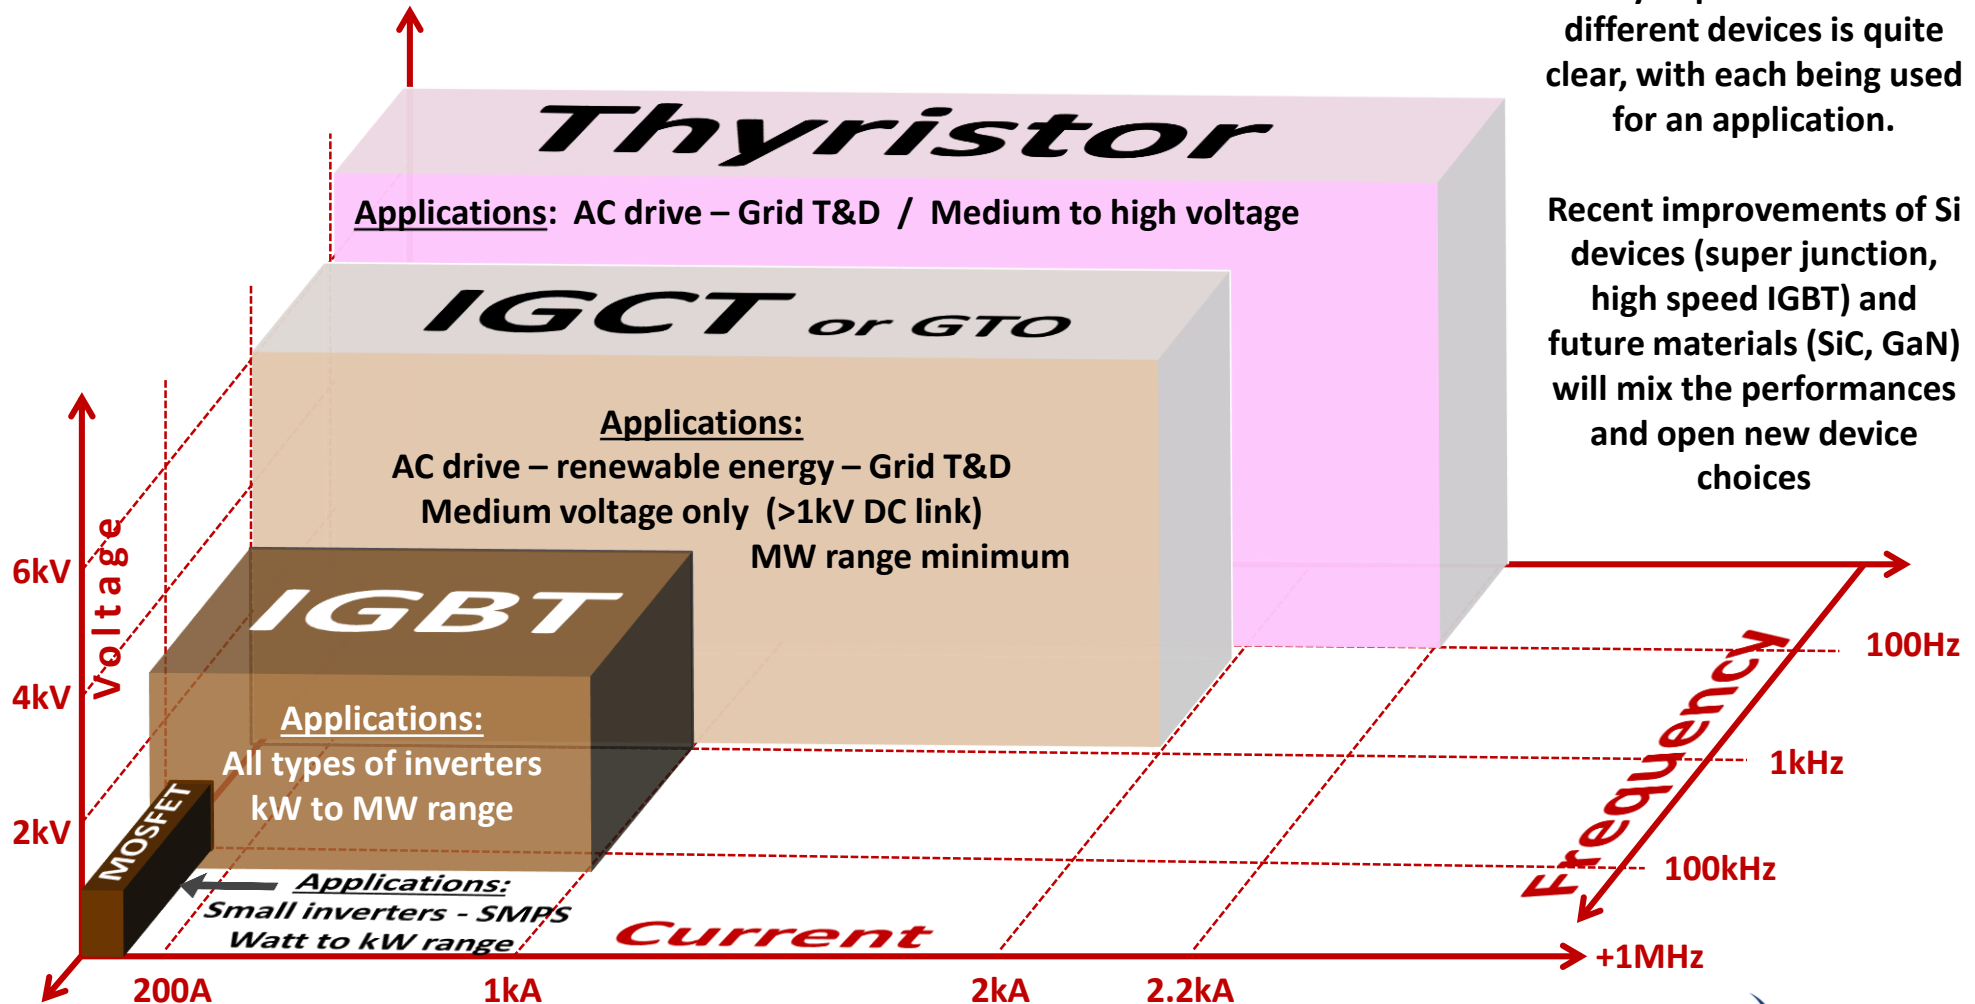 different devices is quite
clear, with each being used
for an application.
Recent improvements of Si
devices (super junction,
high speed IGBT) and
future materials (SiC, GaN)
will mix the performances
and open new device
choices
Thyristor
Applications: AC drive – Grid T&D / Medium to high voltage
IGCT or GTO
Applications:
AC drive – renewable energy – Grid T&D
Medium voltage only (>1kV DC link)
MW range minimum
IGBT
Applications:
All types of inverters
kW to MW range
MOSFET
Applications:
Small inverters - SMPS
Watt to kW range
Voltage
6kV
4kV
2kV
Current
200A
1kA
2kA
2.2kA
Frequency
100Hz
1kHz
100kHz
+1MHz